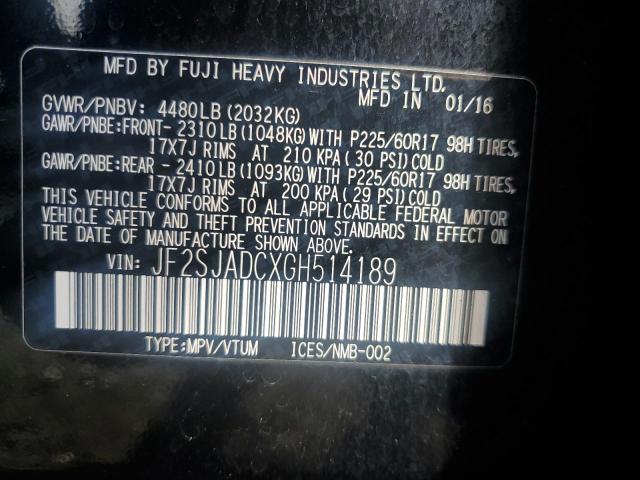 MFD BY FUJI HEAVY INDUSTRIES LTD.
GVWR/PNBV: 4480LB(2032KG) MFD IN 01/16
GAWR/PNBE:FRONT- 2310LB(1048KG)WITH P225/60R17 98H TIRES,
17X7J RIMS AT 210 KPA( 30 PSI)COLD
GAWR/PNBE:REAR - 2410LB(1093KG)WITH P225/60R17 98H TIRES,
17X7J RIMS AT 200 KPA( 29 PSI)COLD
THIS VEHICLE CONFORMS TO ALL APPLICABLE FEDERAL MOTOR
VEHICLE SAFETY AND THEFT PREVENTION STANDARDS IN EFFECT ON
THE DATE OF MANUFACTURE SHOWN ABOVE.
VIN: JF2SJADCXGH514189
TYPE:MPV/VTUM ICES/NMB-002